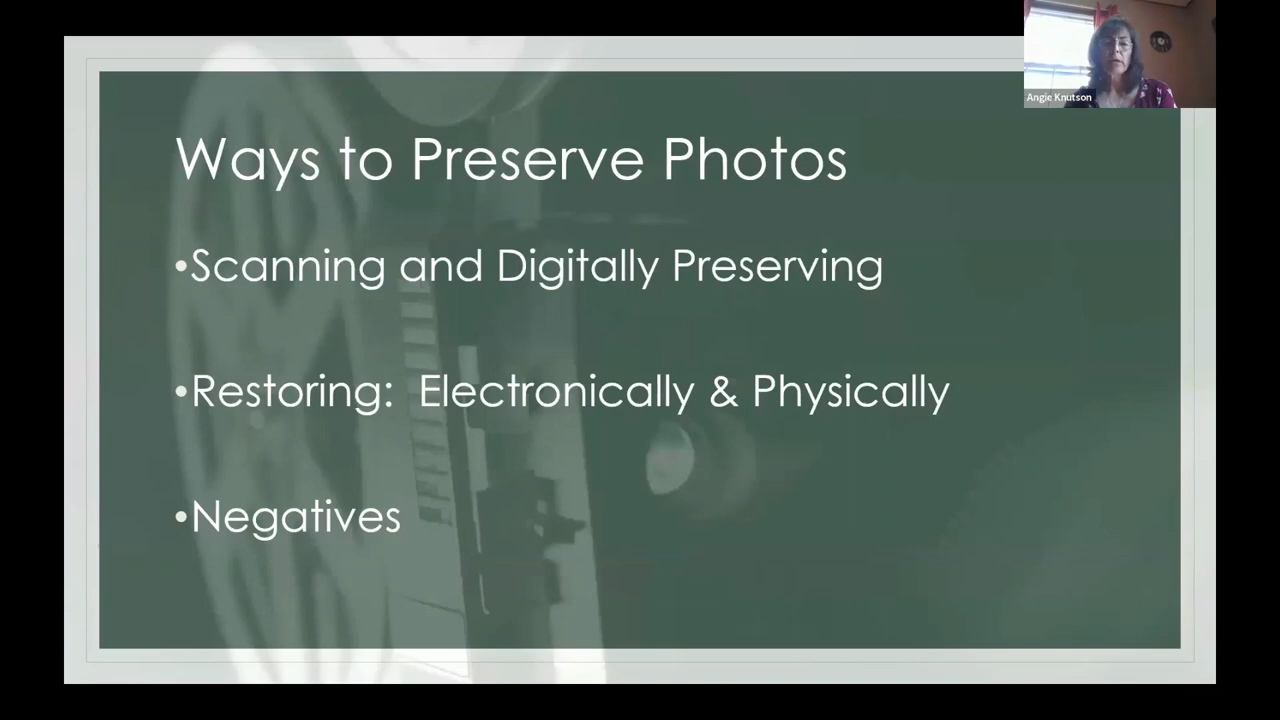 Angie Knutson
Ways to Preserve Photos
•Scanning and Digitally Preserving
•Restoring:  Electronically & Physically
•Negatives